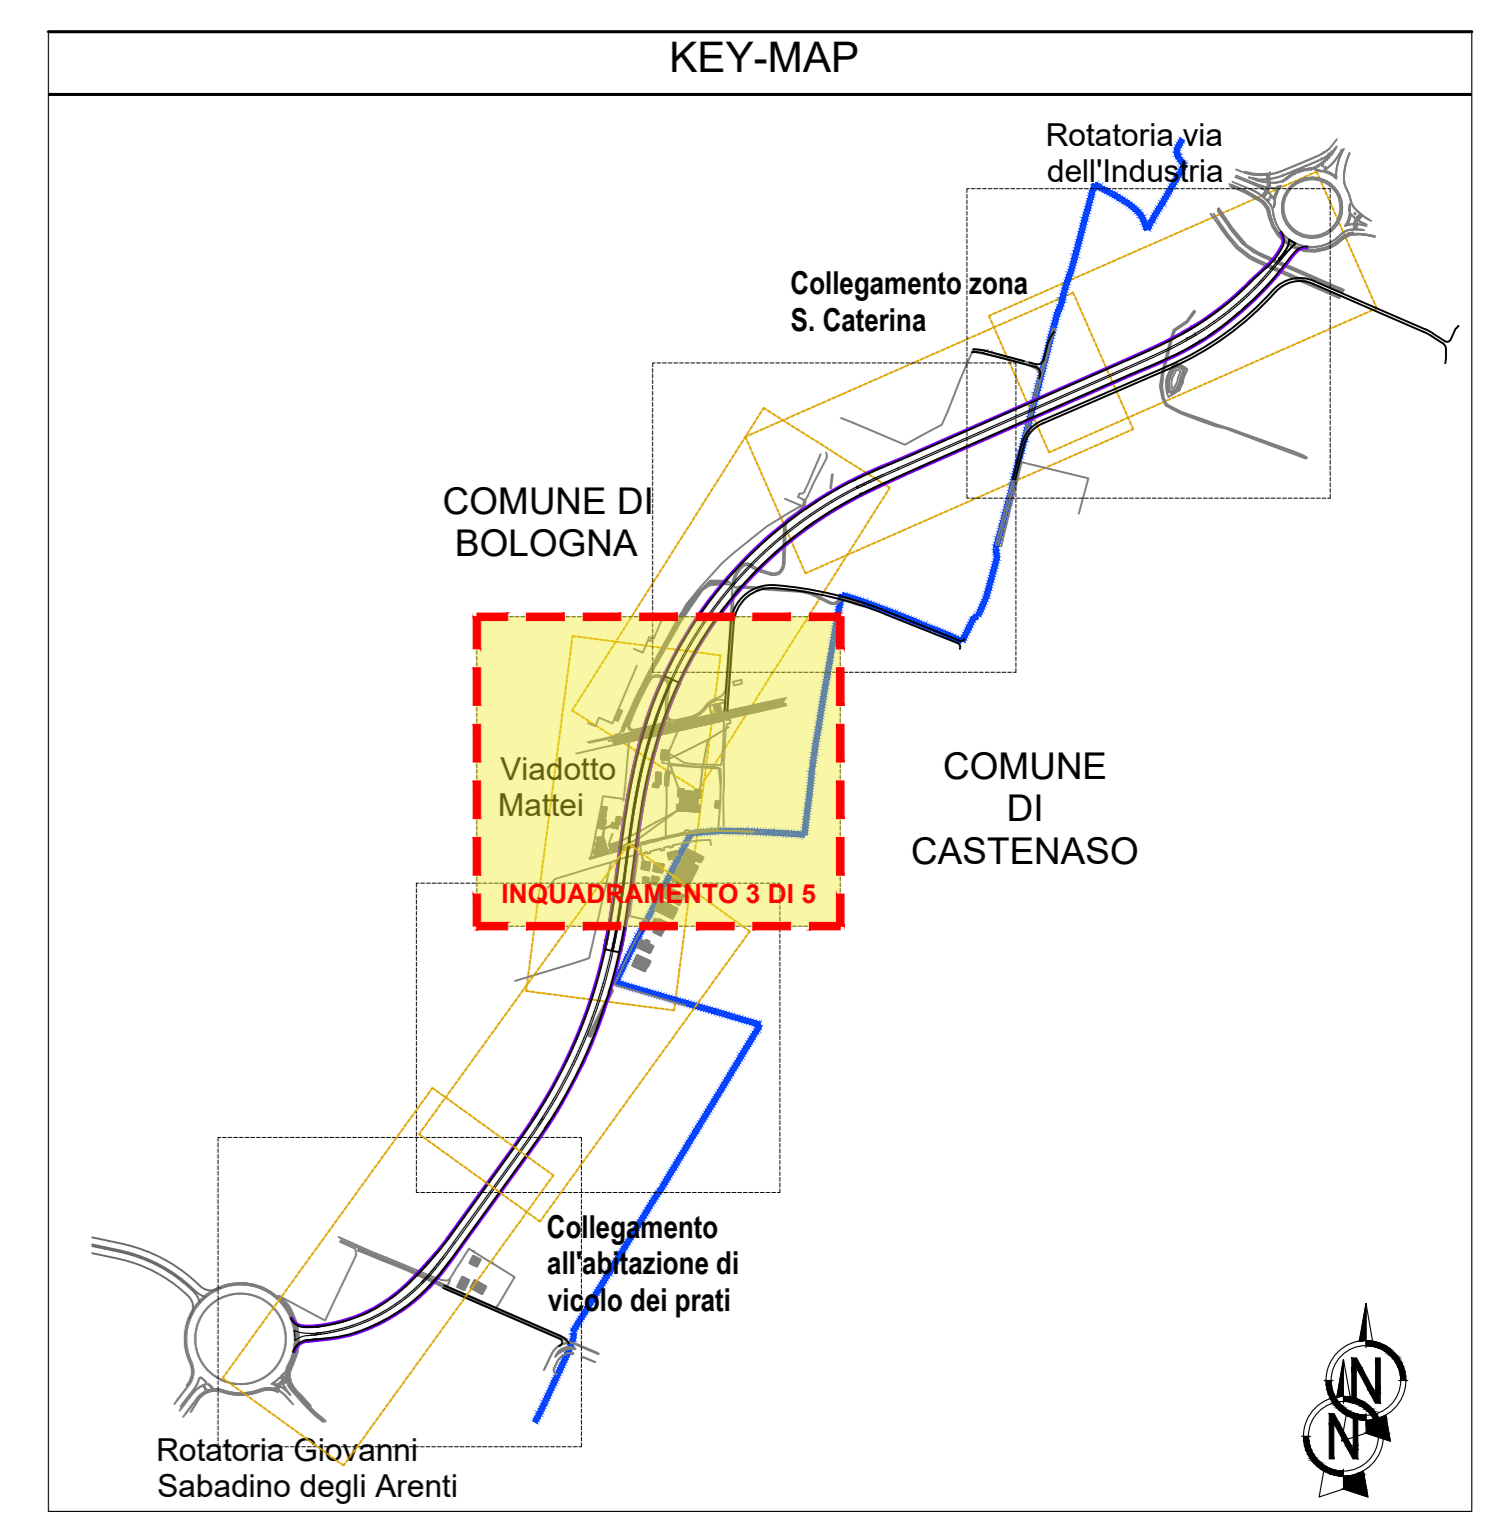 KEY-MAP
Rotatoria via
dell'Industria
Collegamento zona
S. Caterina
COMUNE DI
BOLOGNA
Viadotto
Mattei
COMUNE
DI
CASTENASO
INQUADRAMENTO 3 DI 5
Collegamento
all'abitazione di
vicolo dei prati
Rotatoria Giovanni
Sabadino degli Arenti
N
N